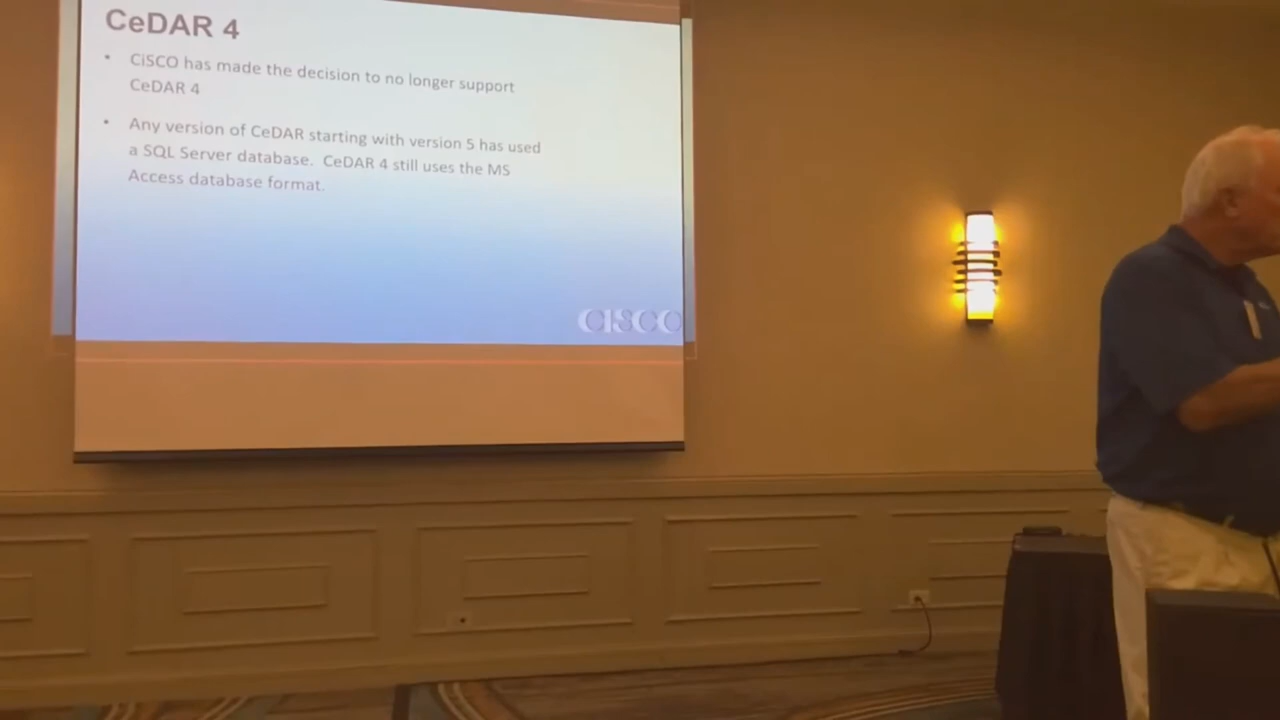 CeDAR 4
• CiSCO has made the decision to no longer support
CeDAR 4
• Any version of CeDAR starting with version 5 has used
a SQL Server database. CeDAR 4 still uses the MS
Access database format.
CISCO